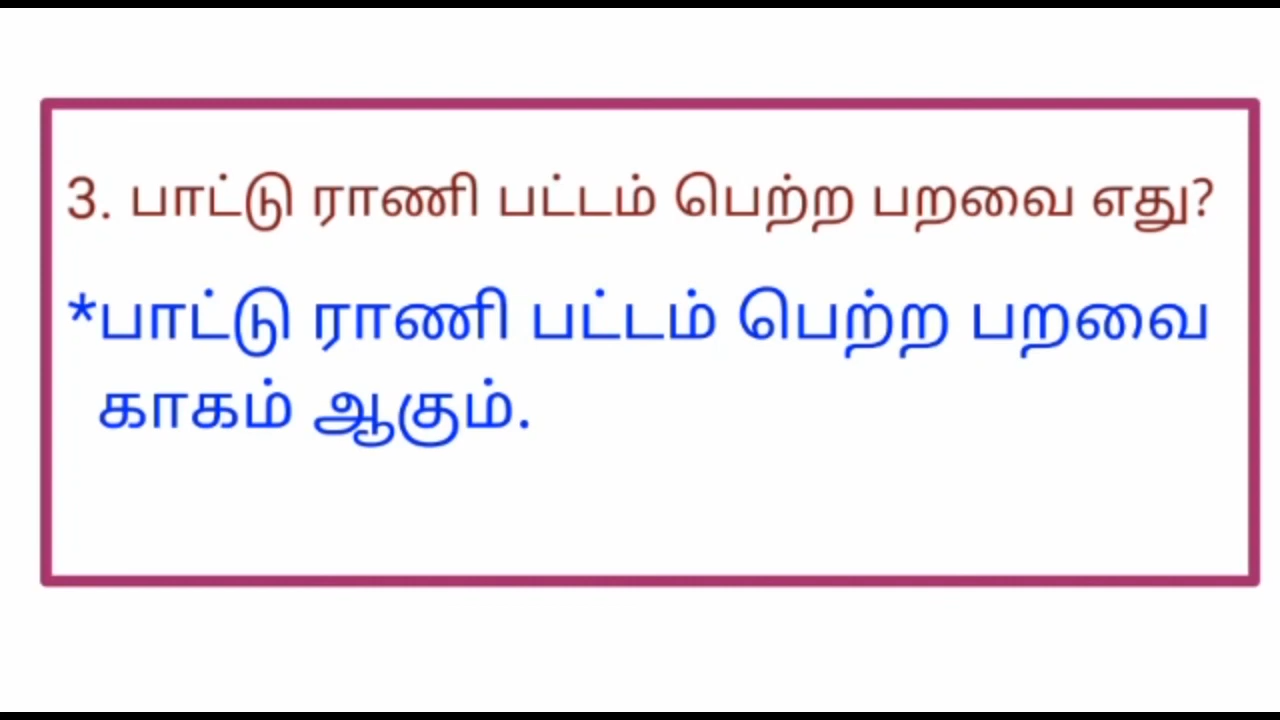 3. பாட்டு ராணி பட்டம் பெற்ற பறவை எது?
*பாட்டு ராணி பட்டம் பெற்ற பறவை
காகம் ஆகும்.